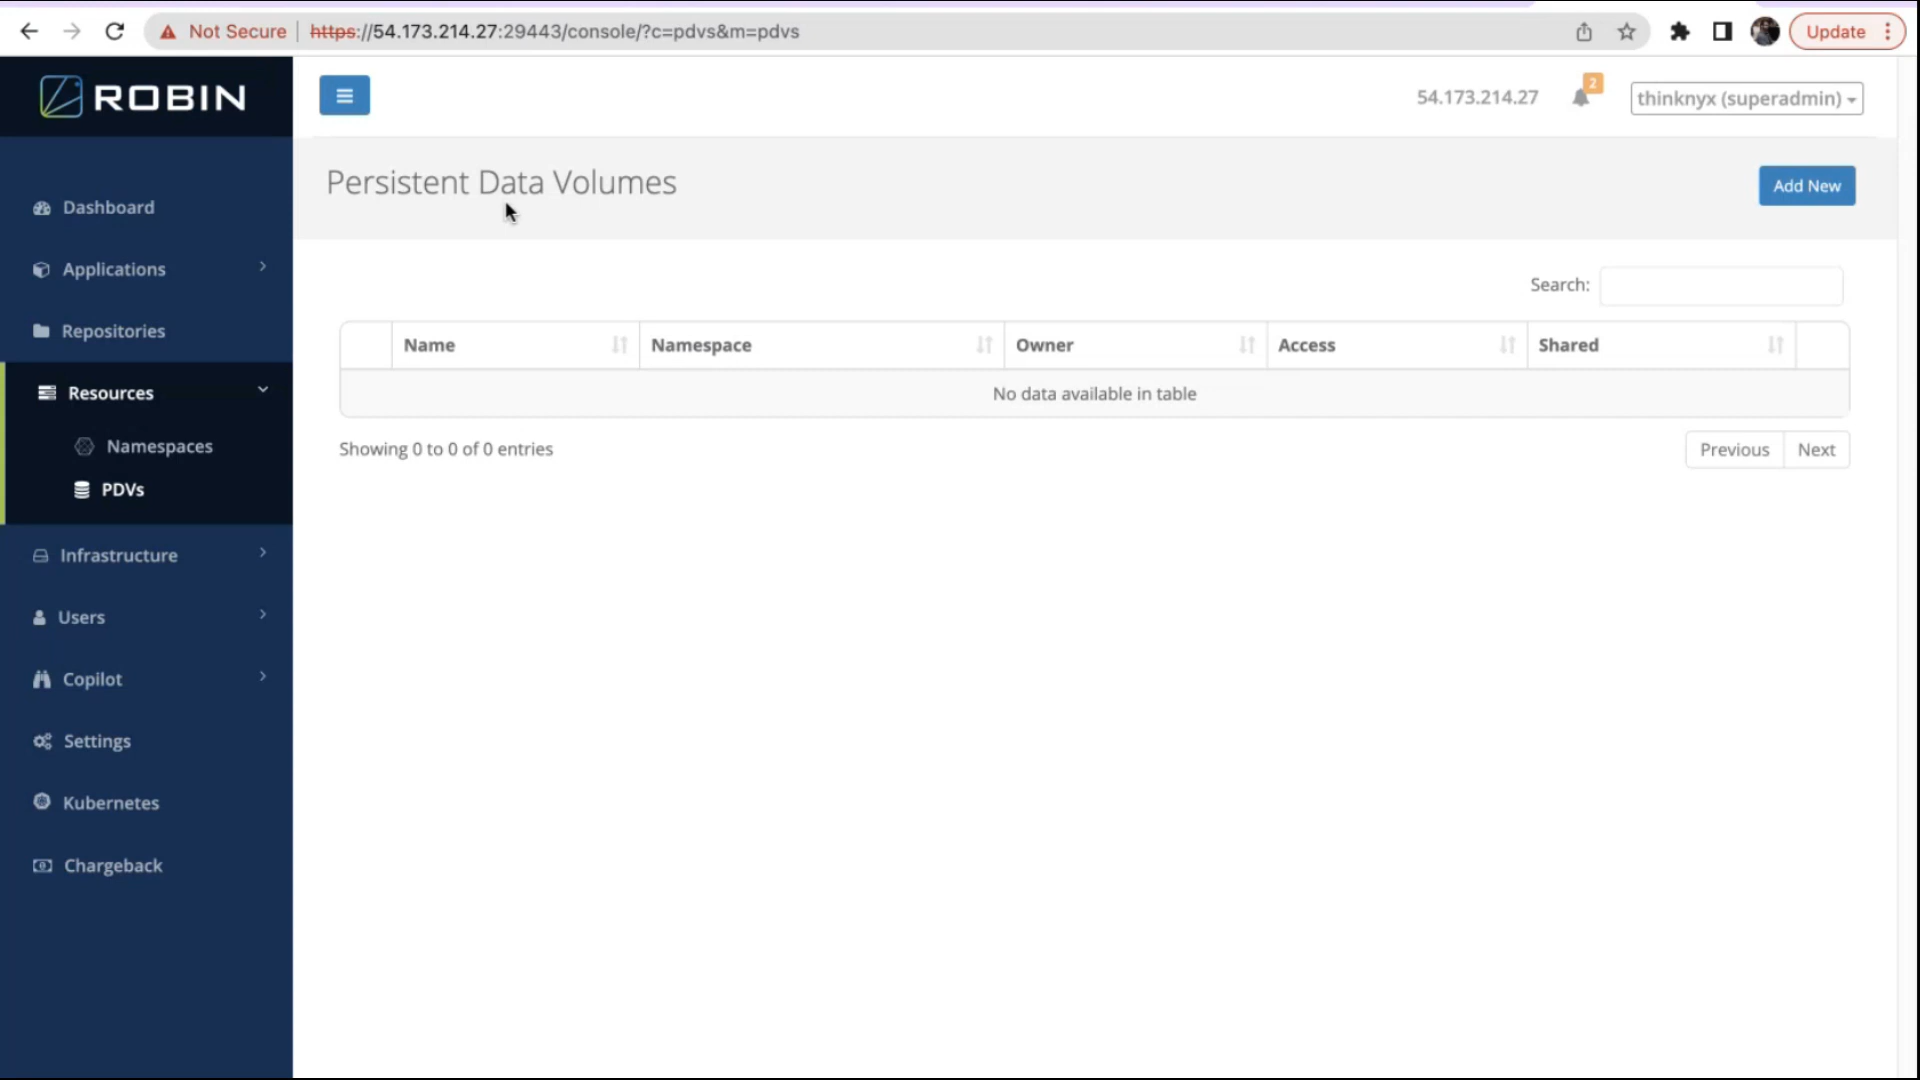 Not Secure
https://54.173.214.27:29443/console/?c=pdvs&m=pdvs
Update
ROBIN
54.173.214.27
2
thinknyx (superadmin)
Dashboard
Applications
Repositories
Resources
Namespaces
PDVs
Infrastructure
Users
Copilot
Settings
Kubernetes
Chargeback
Persistent Data Volumes
Add New
Search:
Name Namespace Owner Access Shared
No data available in table
Showing 0 to 0 of 0 entries
Previous Next